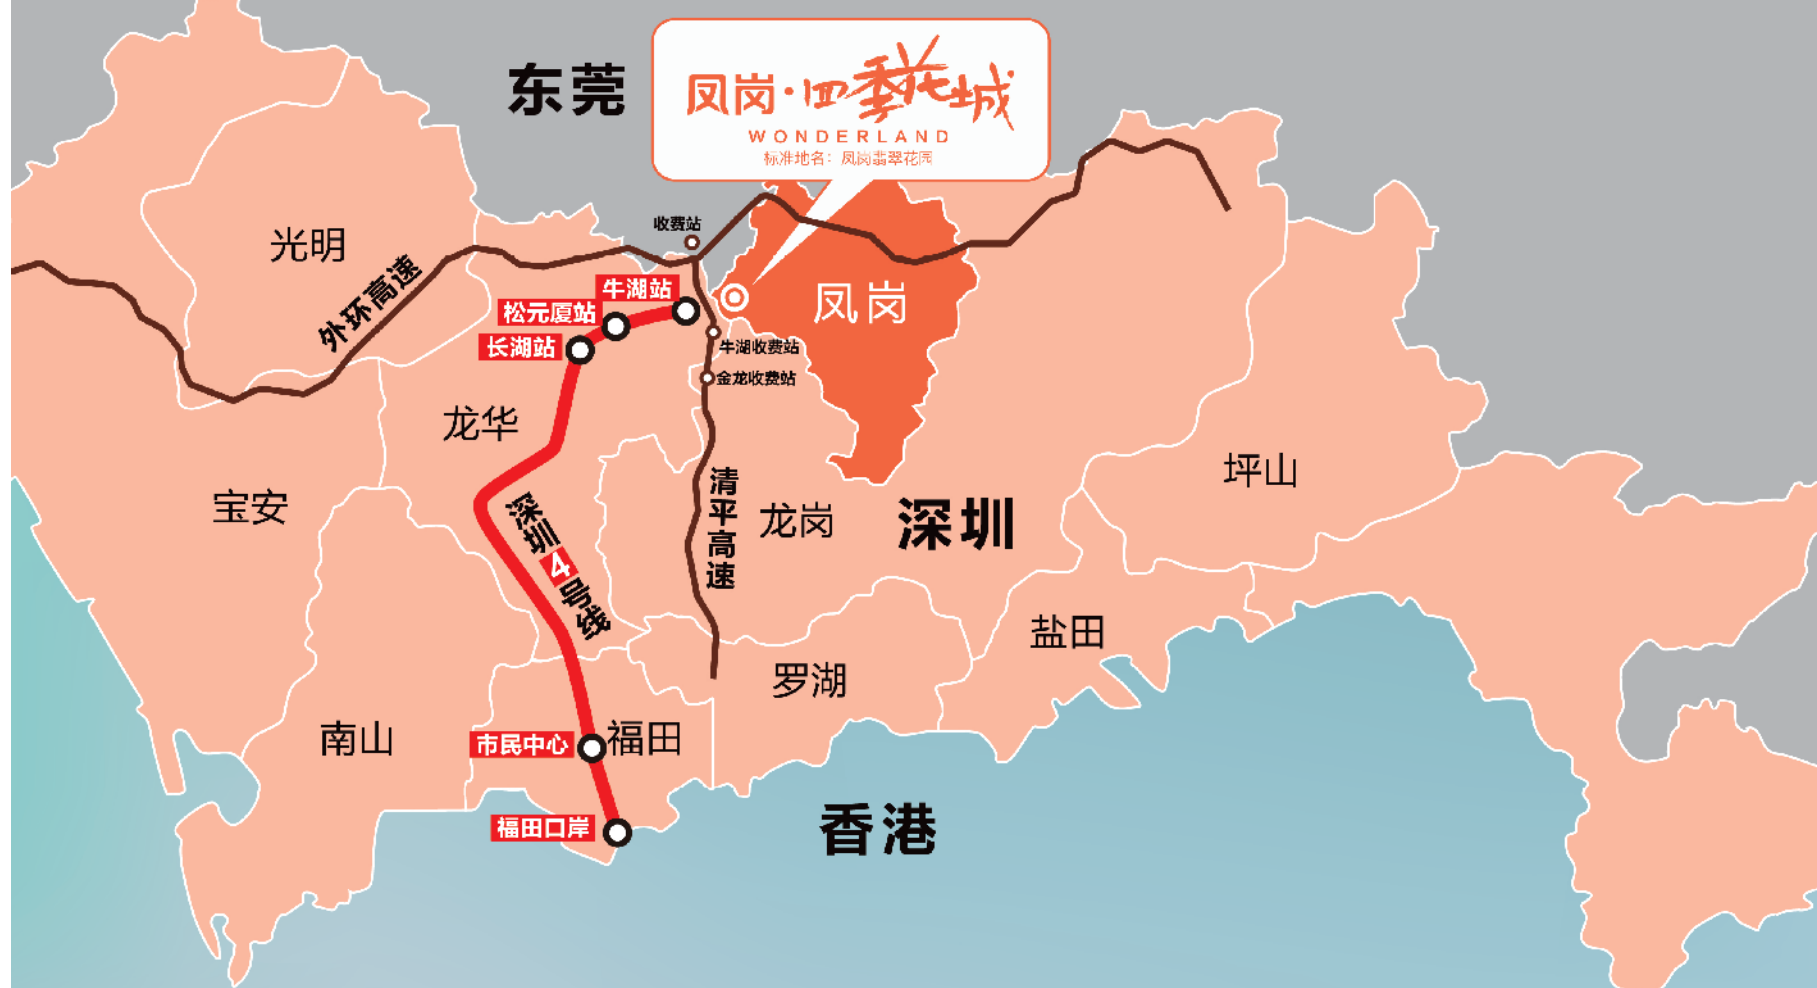 东莞
凤岗·四季花城
WONDERLAND
标准地名：凤岗翡翠花园
收费站
光明
外环高速
牛湖站
松元厦站
长湖站
凤岗
牛湖收费站
金龙收费站
龙华
宝安
深圳4号线
清平高速
龙岗
深圳
坪山
盐田
罗湖
南山
市民中心
福田
福田口岸
香港